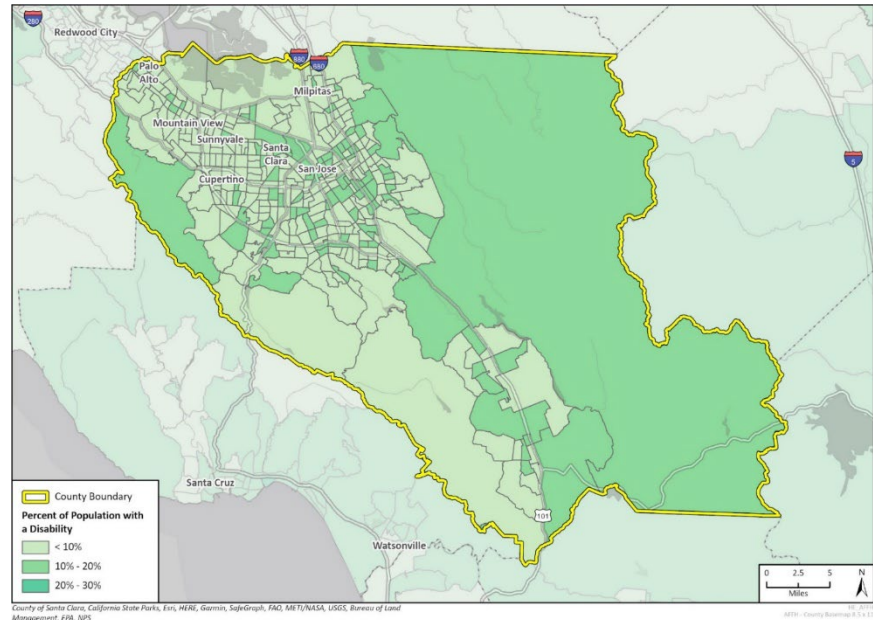 280
Redwood City
Palo
Alto
880
680
Milpitas
Mountain View
Sunnyvale
Santa
Clara
San Jose
Cupertino
5
Santa Cruz
101
Watsonville
County Boundary
Percent of Population with
a Disability
< 10%
10% - 20%
20% - 30%
0 2.5 5
Miles
N
County of Santa Clara, California State Parks, Esri, HERE, Garmin, SafeGraph, FAO, METI/NASA, USGS, Bureau of Land
Management, EPA, NPS